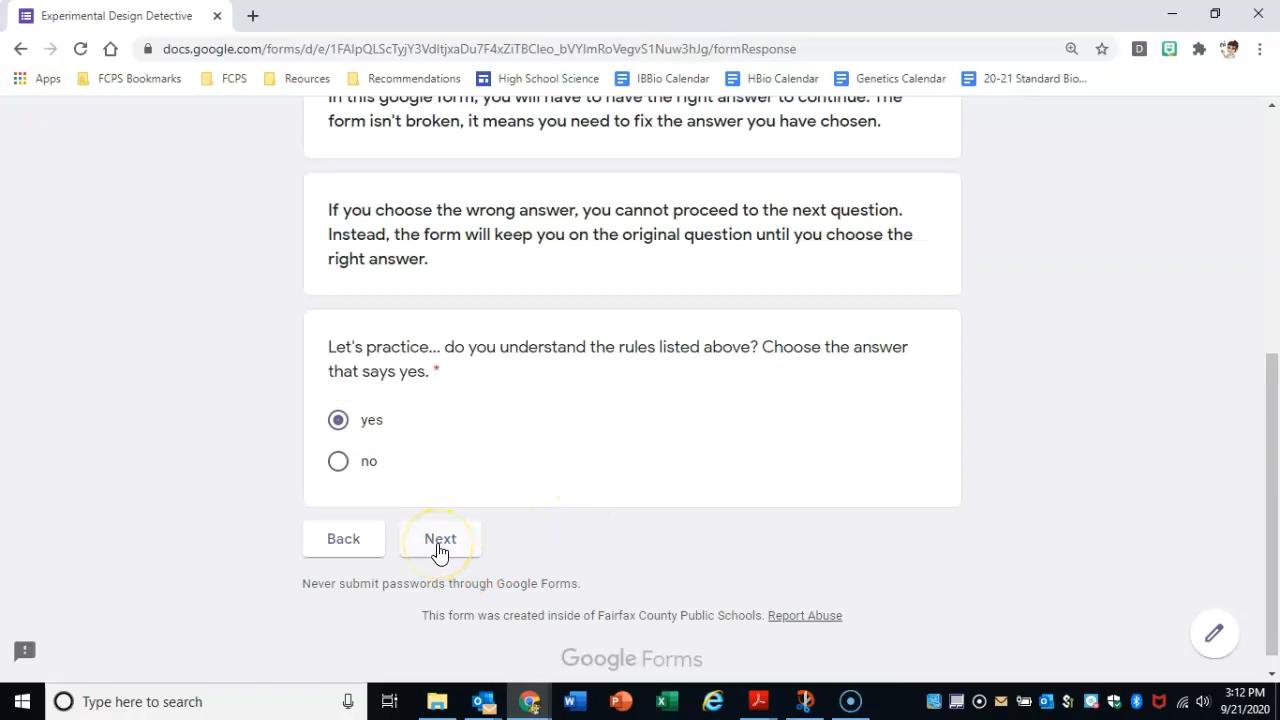 Experimental Design Detective
docs.google.com/forms/d/e/1FAIpQLScTyjY3VdItjxaDu7F4xZiTBCleo_bVYImRoVegvS1Nuw3hJg/formResponse
Apps FCPS Bookmarks FCPS Reources Recommendations High School Science IBBio Calendar HBio Calendar Genetics Calendar 20-21 Standard Bio...
In this google form, you will have to have the right answer to continue. The
form isn't broken, it means you need to fix the answer you have chosen.
If you choose the wrong answer, you cannot proceed to the next question.
Instead, the form will keep you on the original question until you choose the
right answer.
Let's practice... do you understand the rules listed above? Choose the answer
that says yes. *
yes
no
Back Next
Never submit passwords through Google Forms.
This form was created inside of Fairfax County Public Schools. Report Abuse
Google Forms
Type here to search
3:12 PM
9/21/2020